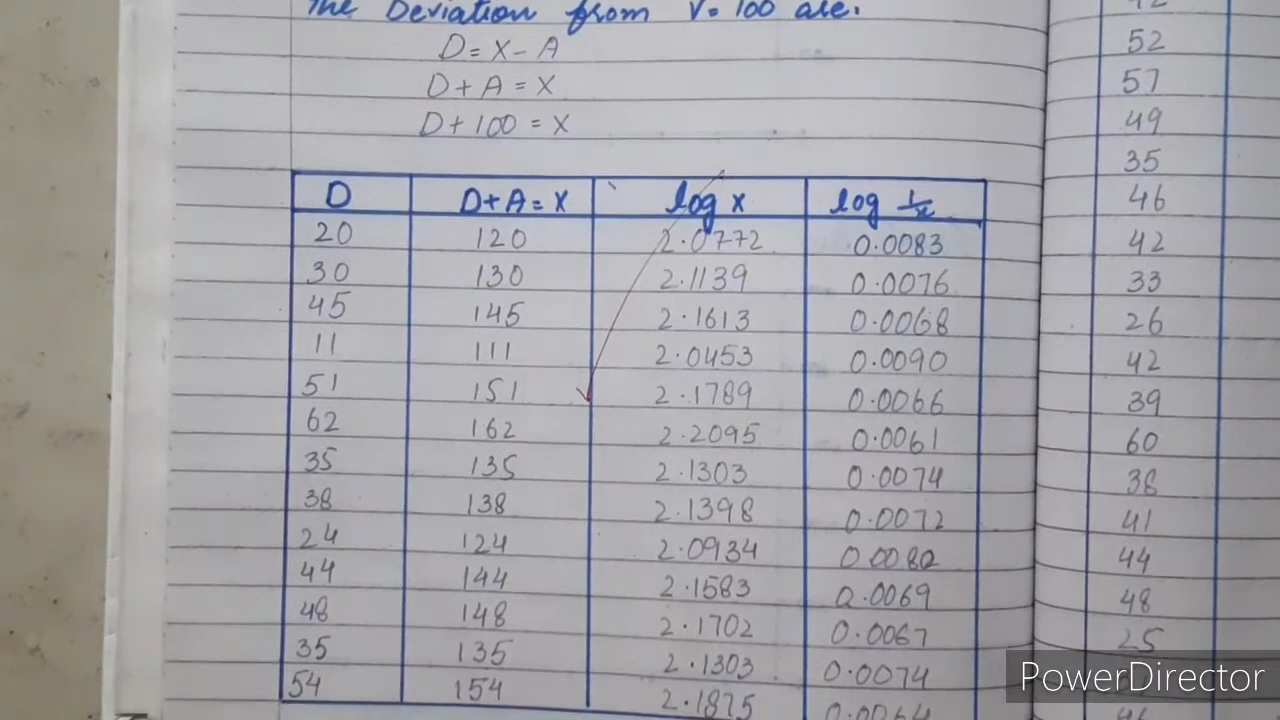 The Deviation from V=100 are.
D = X - A
D + A = X
D + 100 = X
D D+A=X log x log 1/x
20 120 2.0772 0.0083
30 130 2.1139 0.0076
45 145 2.1613 0.0068
11 111 2.0453 0.0090
51 151 2.1789 0.0066
62 162 2.2095 0.0061
35 135 2.1303 0.0074
38 138 2.1398 0.0072
24 124 2.0934 0.0080
44 144 2.1583 0.0069
48 148 2.1702 0.0067
35 135 2.1303 0.0074
54 154 2.1875 0.0064
52
57
49
35
46
42
33
26
42
39
60
38
41
44
48
25
PowerDirector